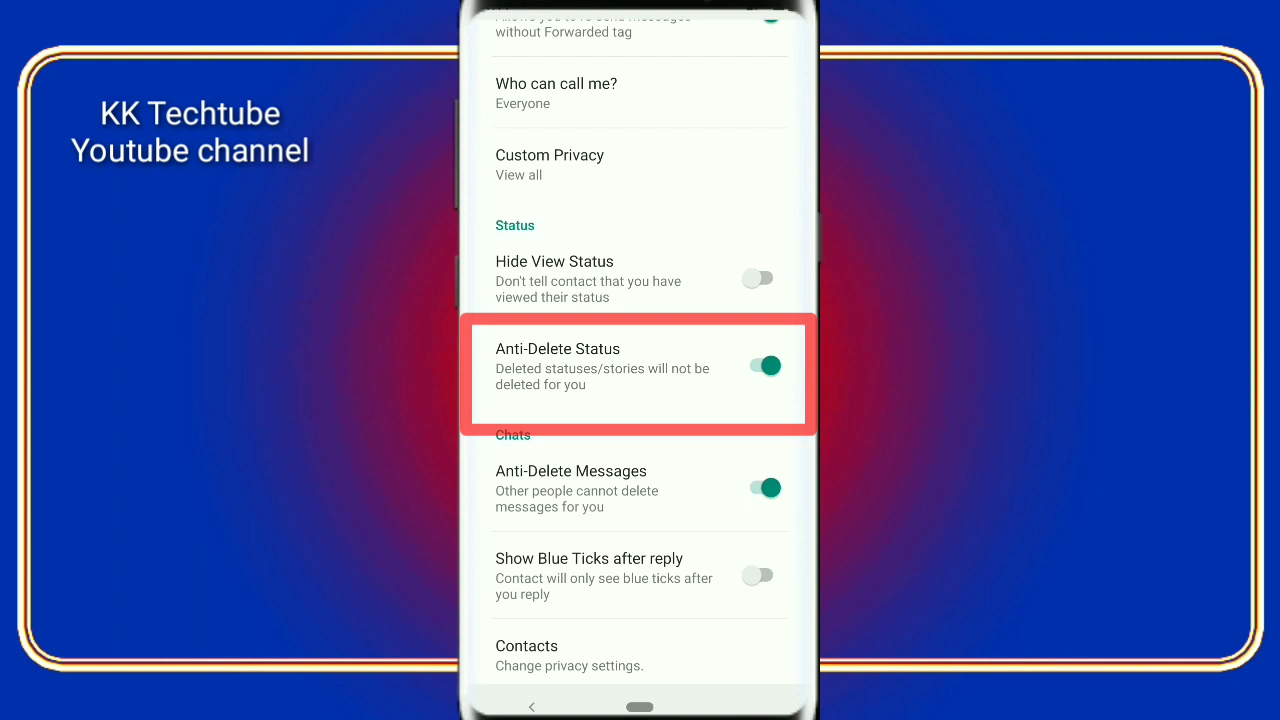 KK Techtube
Youtube channel
without Forwarded tag
Who can call me?
Everyone
Custom Privacy
View all
Status
Hide View Status
Don't tell contact that you have
viewed their status
Anti-Delete Status
Deleted statuses/stories will not be
deleted for you
Chats
Anti-Delete Messages
Other people cannot delete
messages for you
Show Blue Ticks after reply
Contact will only see blue ticks after
you reply
Contacts
Change privacy settings.